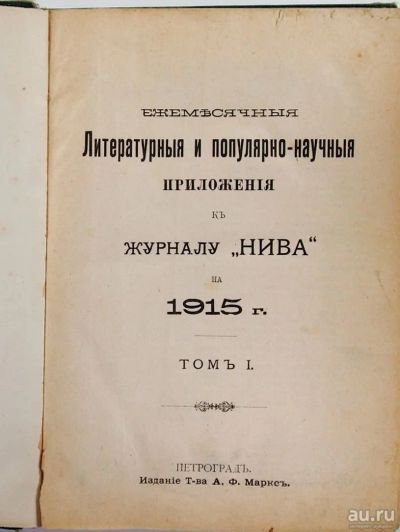 ЕЖЕМѢСЯЧНЫЯ
Литературныя и популярно-научныя
ПРИЛОЖЕНІЯ
КЪ
ЖУРНАЛУ „НИВА“
НА
1915 г.
ТОМЪ I.
ПЕТРОГРАДЪ.
Изданіе Т-ва А. Ф. Марксъ.
au.ru